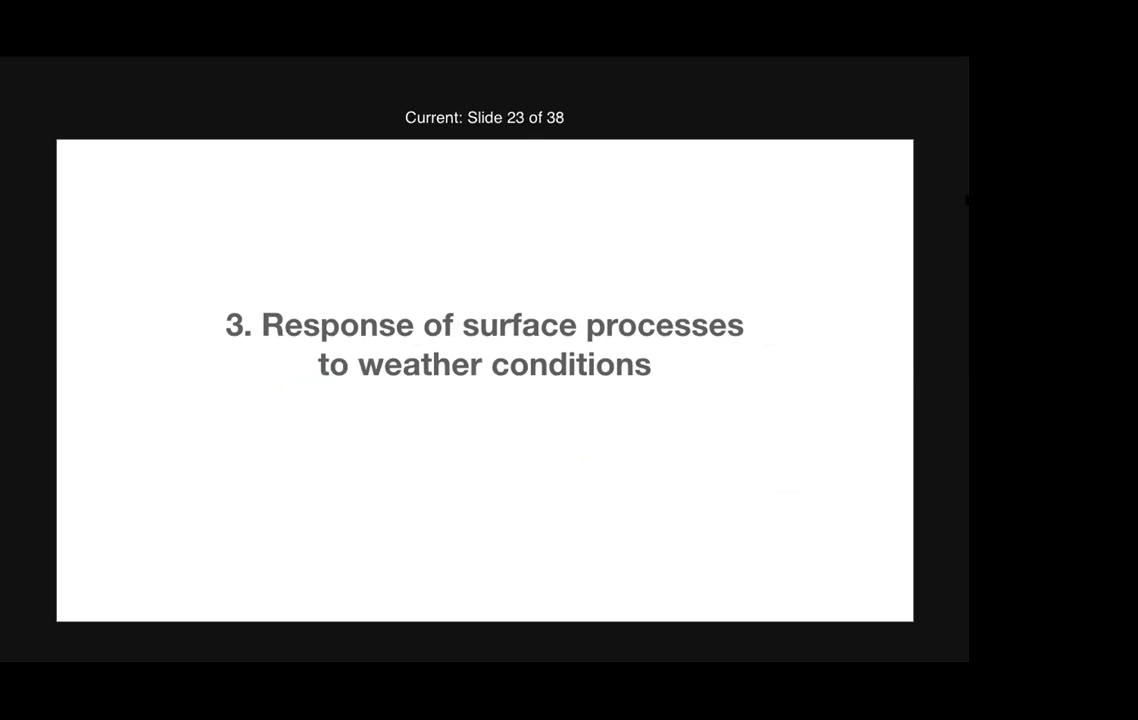 Current: Slide 23 of 38
3. Response of surface processes
to weather conditions